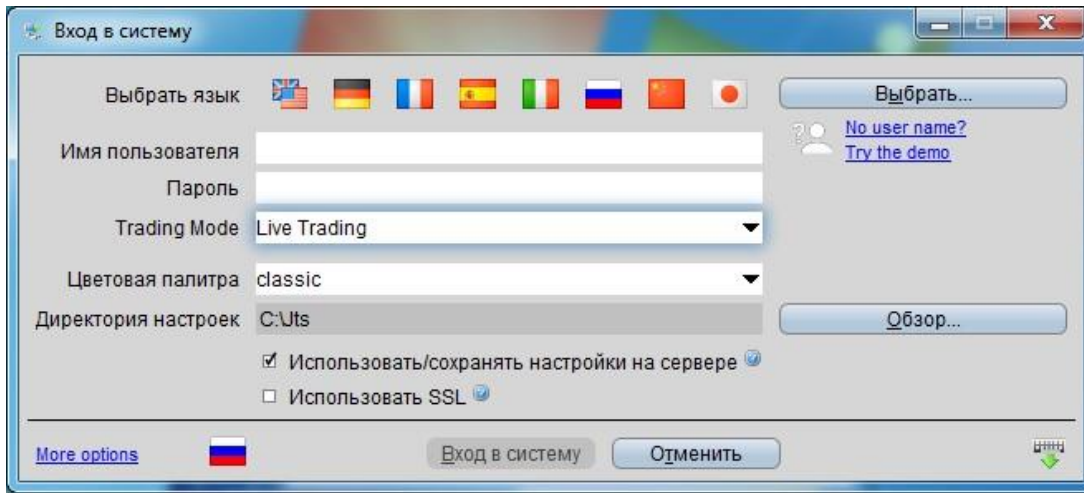 Вход в систему
Выбрать язык Выбрать...
No user name?
Имя пользователя
Try the demo
Пароль
Trading Mode Live Trading
Цветовая палитра classic
Директория настроек C:\Jts Обзор...
Использовать/сохранять настройки на сервере
Использовать SSL
More options Вход в систему Отменить